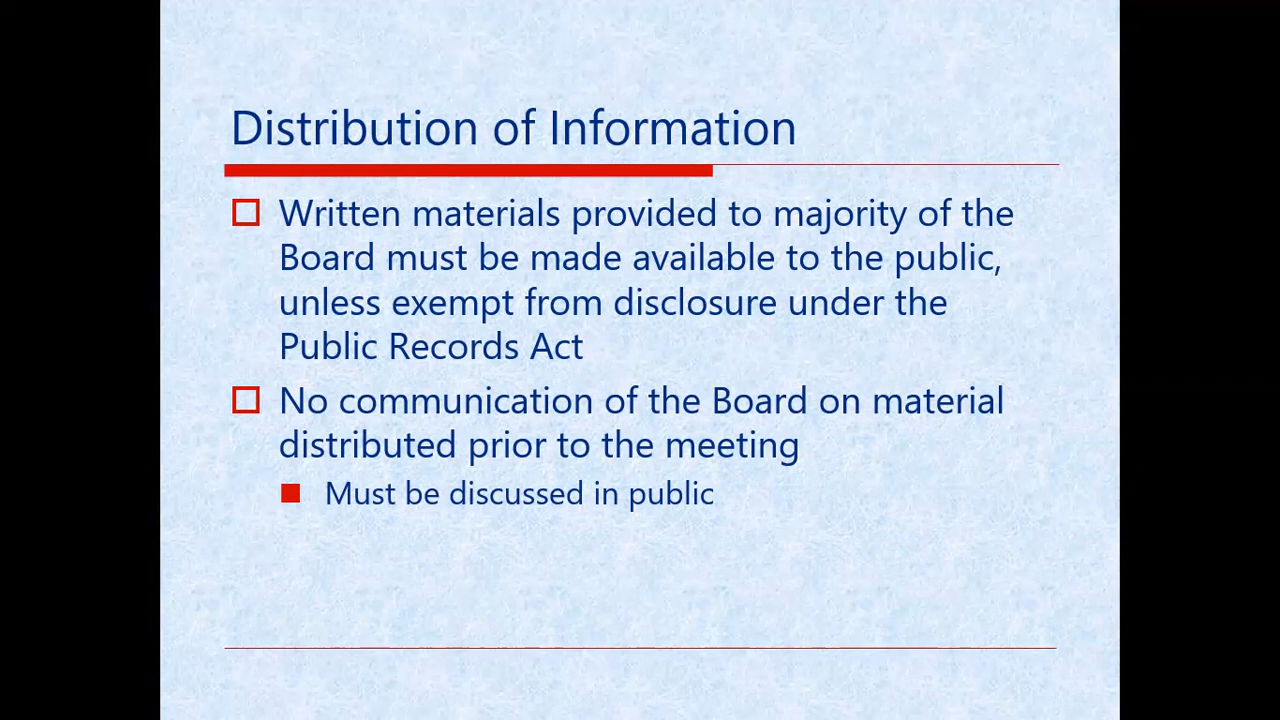 Distribution of Information
Written materials provided to majority of the
Board must be made available to the public,
unless exempt from disclosure under the
Public Records Act
No communication of the Board on material
distributed prior to the meeting
Must be discussed in public